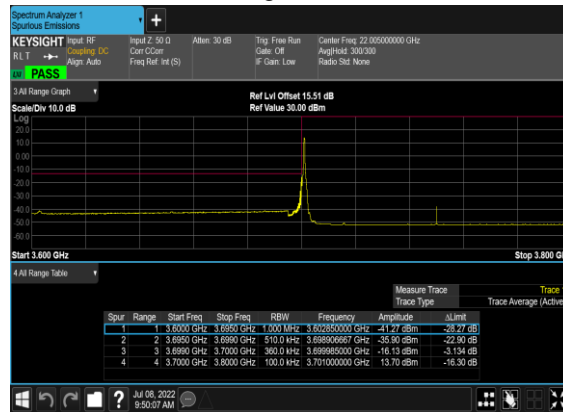 Spectrum Analyzer 1
Spurious Emissions
+
KEYSIGHT Input: RF Input Z: 50 Ω Atten: 30 dB Trig: Free Run Center Freq: 22.005000000 GHz
RLT Coupling: DC Corr CCorr Gate: Off Avg|Hold: 300/300
Align: Auto Freq Ref: Int (S) IF Gain: Low Radio Std: None
LW PASS
3 All Range Graph
Ref Lvl Offset 15.51 dB
Scale/Div 10.0 dB Ref Value 30.00 dBm
Log
20.0
10.0
0.00
-10.0
-20.0
-30.0
-40.0
-50.0
-60.0
Start 3.600 GHz Stop 3.800 G
4 All Range Table
Measure Trace Trace
Trace Type Trace Average (Active
Spur Range Start Freq Stop Freq RBW Frequency Amplitude ΔLimit
1 1 3.6000 GHz 3.6950 GHz 1.000 MHz 3.602850000 GHz -41.27 dBm -28.27 dB
2 2 3.6950 GHz 3.6990 GHz 510.0 kHz 3.698906667 GHz -35.90 dBm -22.90 dB
3 3 3.6990 GHz 3.7000 GHz 360.0 kHz 3.699985000 GHz -16.13 dBm -3.134 dB
4 4 3.7000 GHz 3.8000 GHz 100.0 kHz 3.701000000 GHz 13.70 dBm -16.30 dB
? Jul 08, 2022
9:50:07 AM